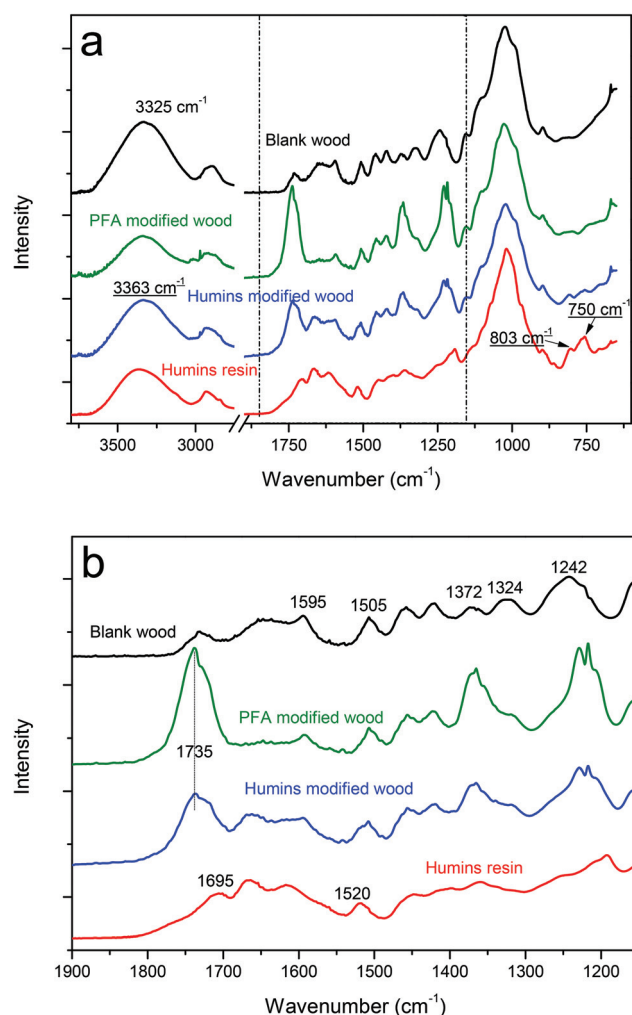 a
3325 cm⁻¹
Blank wood
PFA modified wood
3363 cm⁻¹
Humins modified wood
750 cm⁻¹
803 cm⁻¹
Humins resin
Intensity
3500 3000 1750 1500 1250 1000 750
Wavenumber (cm⁻¹)
b
1242
1595 1505 1372 1324
Blank wood
PFA modified wood
1735
Humins modified wood
Humins resin
1695 1520
Intensity
1900 1800 1700 1600 1500 1400 1300 1200
Wavenumber (cm⁻¹)